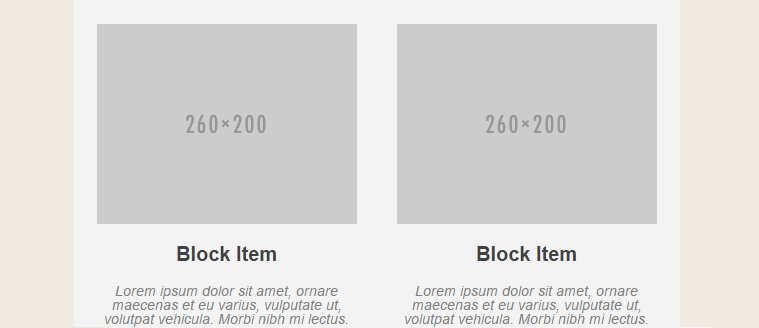 260×200
260×200
Block Item
Block Item
Lorem ipsum dolor sit amet, ornare
maecenas et eu varius, vulputate ut,
volutpat vehicula. Morbi nibh mi lectus.
Lorem ipsum dolor sit amet, ornare
maecenas et eu varius, vulputate ut,
volutpat vehicula. Morbi nibh mi lectus.